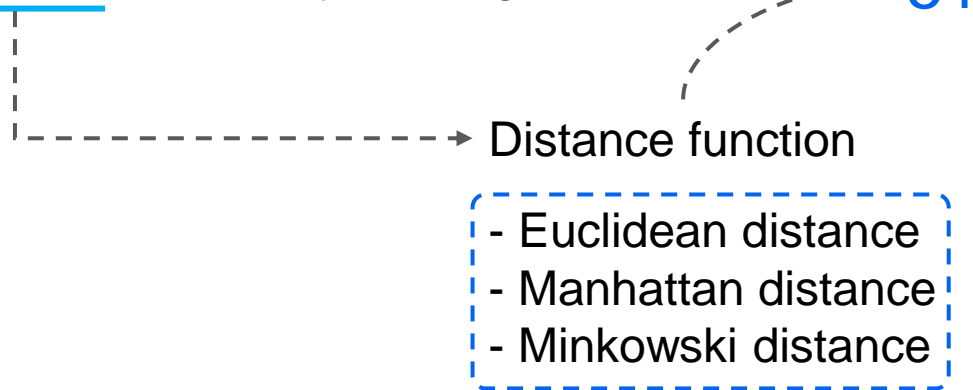 Distance function
- Euclidean distance
- Manhattan distance
- Minkowski distance